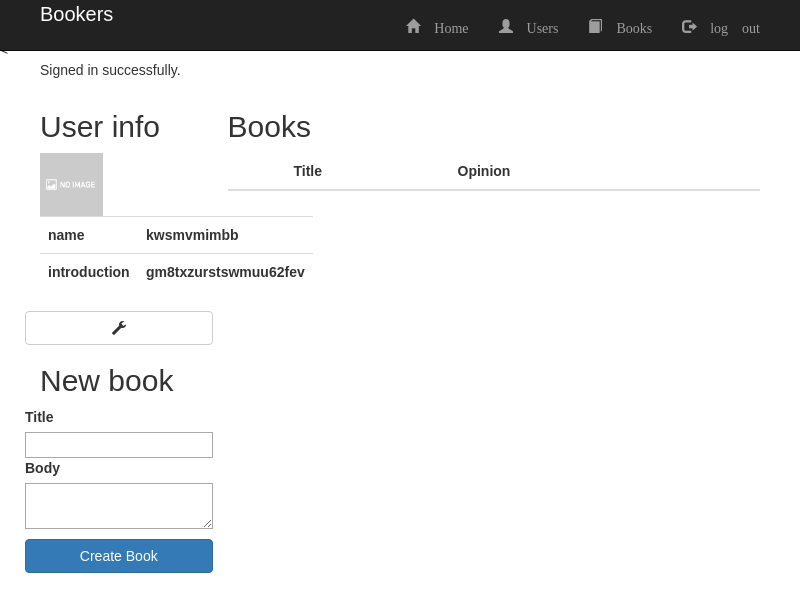 Bookers
Home Users Books log out
<
Signed in successfully.
User info
NO IMAGE
name kwsmvmimbb
introduction gm8txzurstswmuu62fev
Books
Title Opinion
New book
Title
Body
Create Book